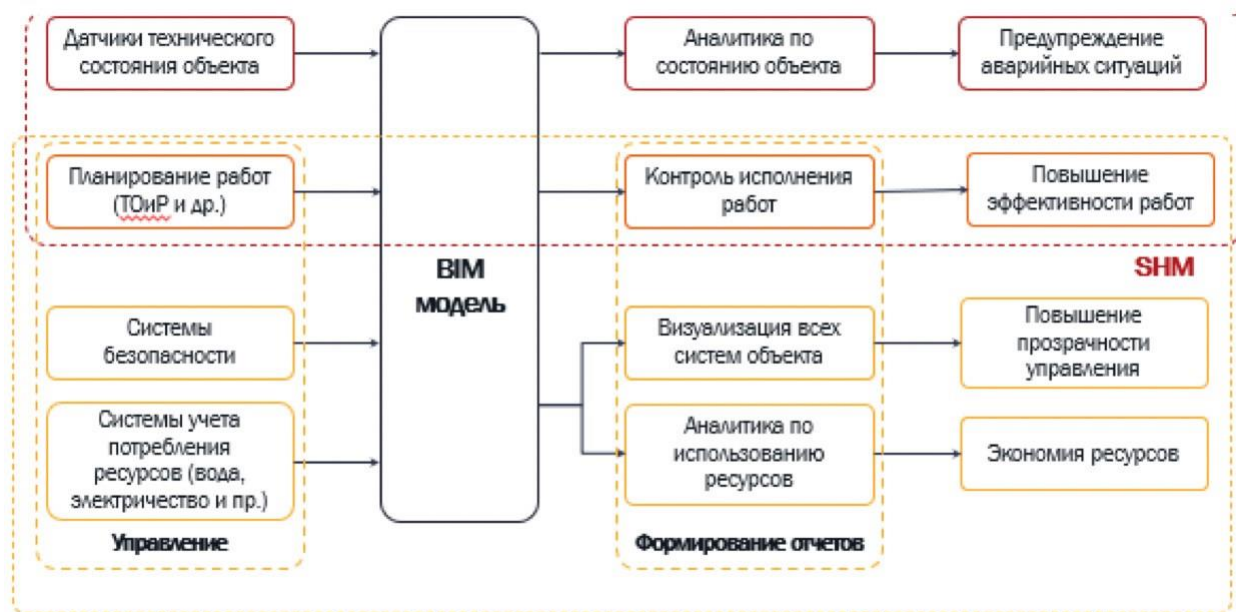 Датчики технического
состояния объекта
Аналитика по
состоянию объекта
Предупреждение
аварийных ситуаций
Планирование работ
(ТОиР и др.)
Контроль исполнения
работ
Повышение
эффективности работ
BIM
модель
SHM
Системы
безопасности
Визуализация всех
систем объекта
Повышение
прозрачности
управления
Системы учета
потребления
ресурсов (вода,
электричество и пр.)
Аналитика по
использованию
ресурсов
Экономия ресурсов
Управление
Формирование отчетов